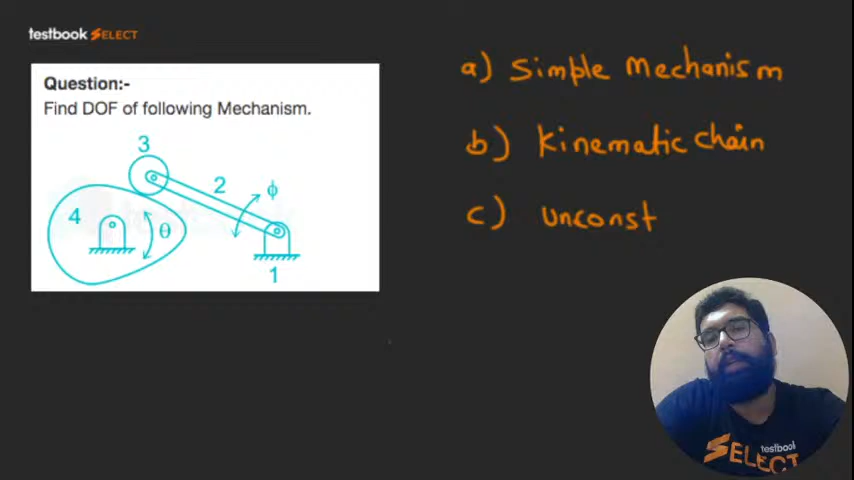 testbook SELECT
Question:-
Find DOF of following Mechanism.
3
2
ϕ
4
θ
1
a) Simple Mechanism
b) Kinematic chain
c) unconst
testbook
SELECT